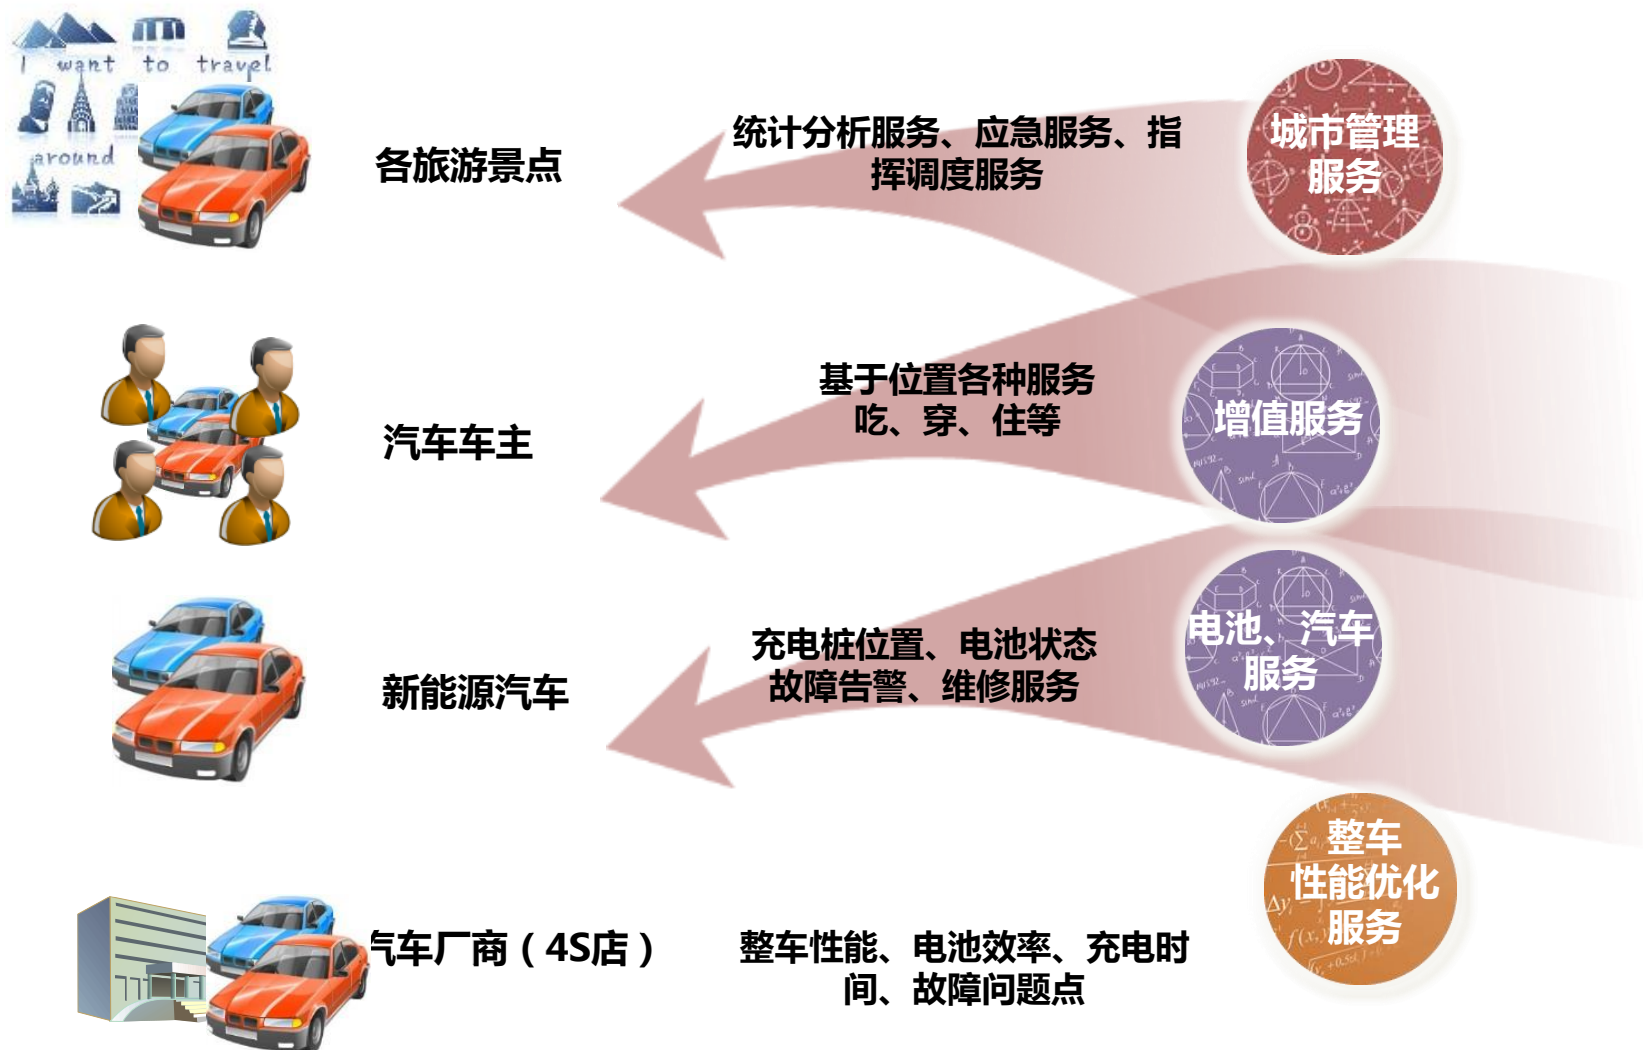 I want to travel
around
各旅游景点
统计分析服务、应急服务、指
挥调度服务
城市管理
服务
汽车车主
基于位置各种服务
吃、穿、住等
增值服务
新能源汽车
充电桩位置、电池状态
故障告警、维修服务
电池、汽车
服务
汽车厂商（4S店）
整车性能、电池效率、充电时
间、故障问题点
整车
性能优化
服务